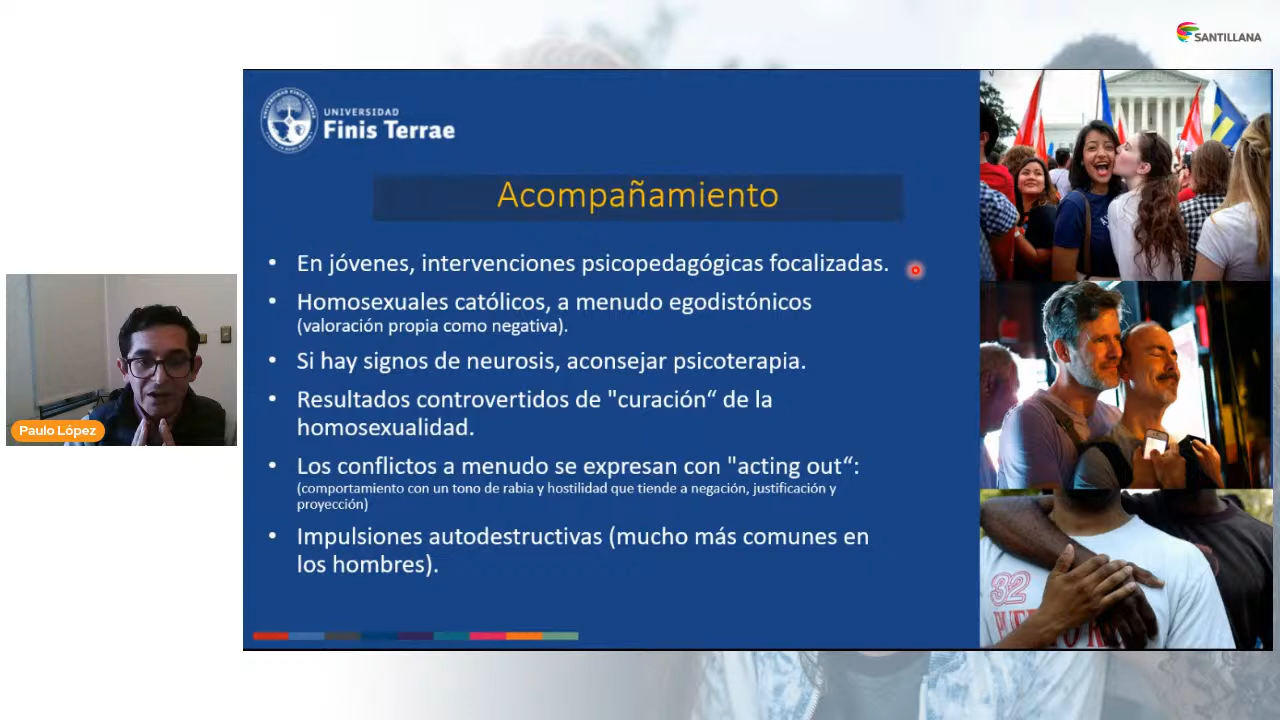 SANTILLANA
UNIVERSIDAD
Finis Terrae
Acompañamiento
• En jóvenes, intervenciones psicopedagógicas focalizadas.
• Homosexuales católicos, a menudo egodistónicos
(valoración propia como negativa).
• Si hay signos de neurosis, aconsejar psicoterapia.
• Resultados controvertidos de "curación“ de la
homosexualidad.
• Los conflictos a menudo se expresan con "acting out“:
(comportamiento con un tono de rabia y hostilidad que tiende a negación, justificación y
proyección)
• Impulsiones autodestructivas (mucho más comunes en
los hombres).
Paulo López
32